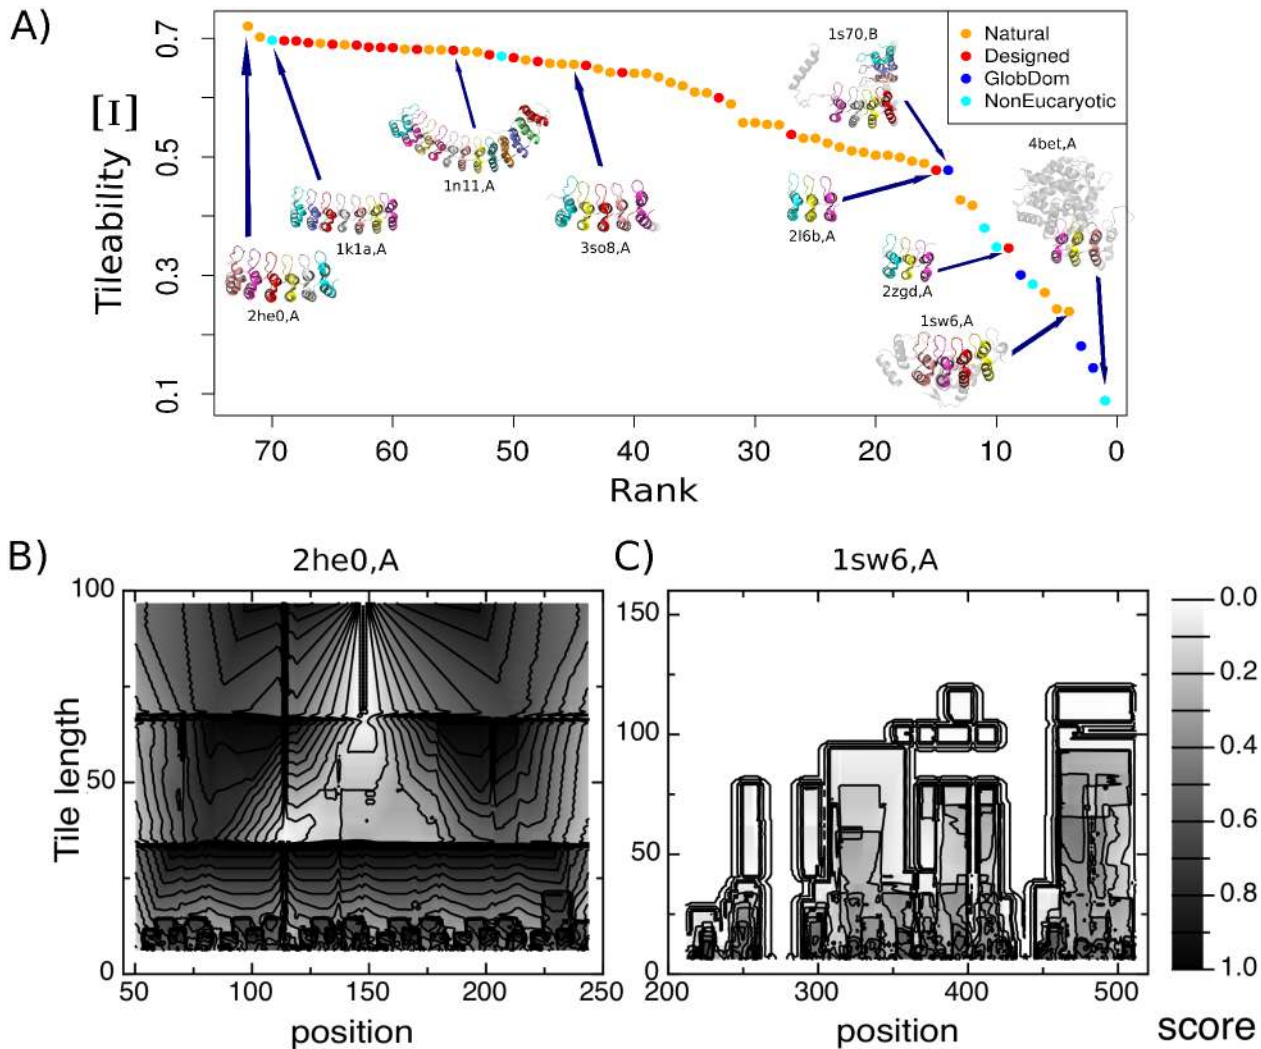 A)
Tileability [I]
0.7
0.5
0.3
0.1
Natural
Designed
GlobDom
NonEucaryotic
1s70,B
4bet,A
1n11,A
1k1a,A
3so8,A
2l6b,A
2zgd,A
2he0,A
1sw6,A
70 60 50 40 30 20 10 0
Rank
B) 2he0,A
Tile length
100
50
0
50 100 150 200 250
position
C) 1sw6,A
150
100
50
0
200 300 400 500
position
0.0
0.2
0.4
0.6
0.8
1.0
score